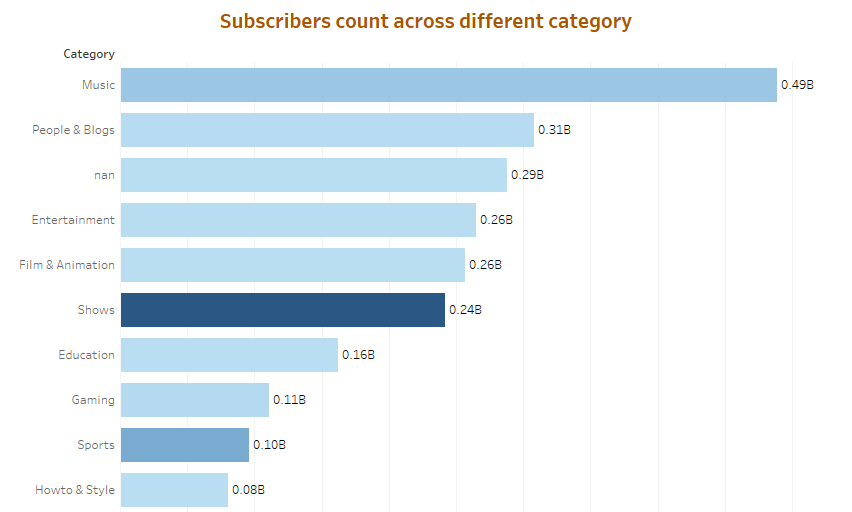 Subscribers count across different category
Category
Music 0.49B
People & Blogs 0.31B
nan 0.29B
Entertainment 0.26B
Film & Animation 0.26B
Shows 0.24B
Education 0.16B
Gaming 0.11B
Sports 0.10B
Howto & Style 0.08B